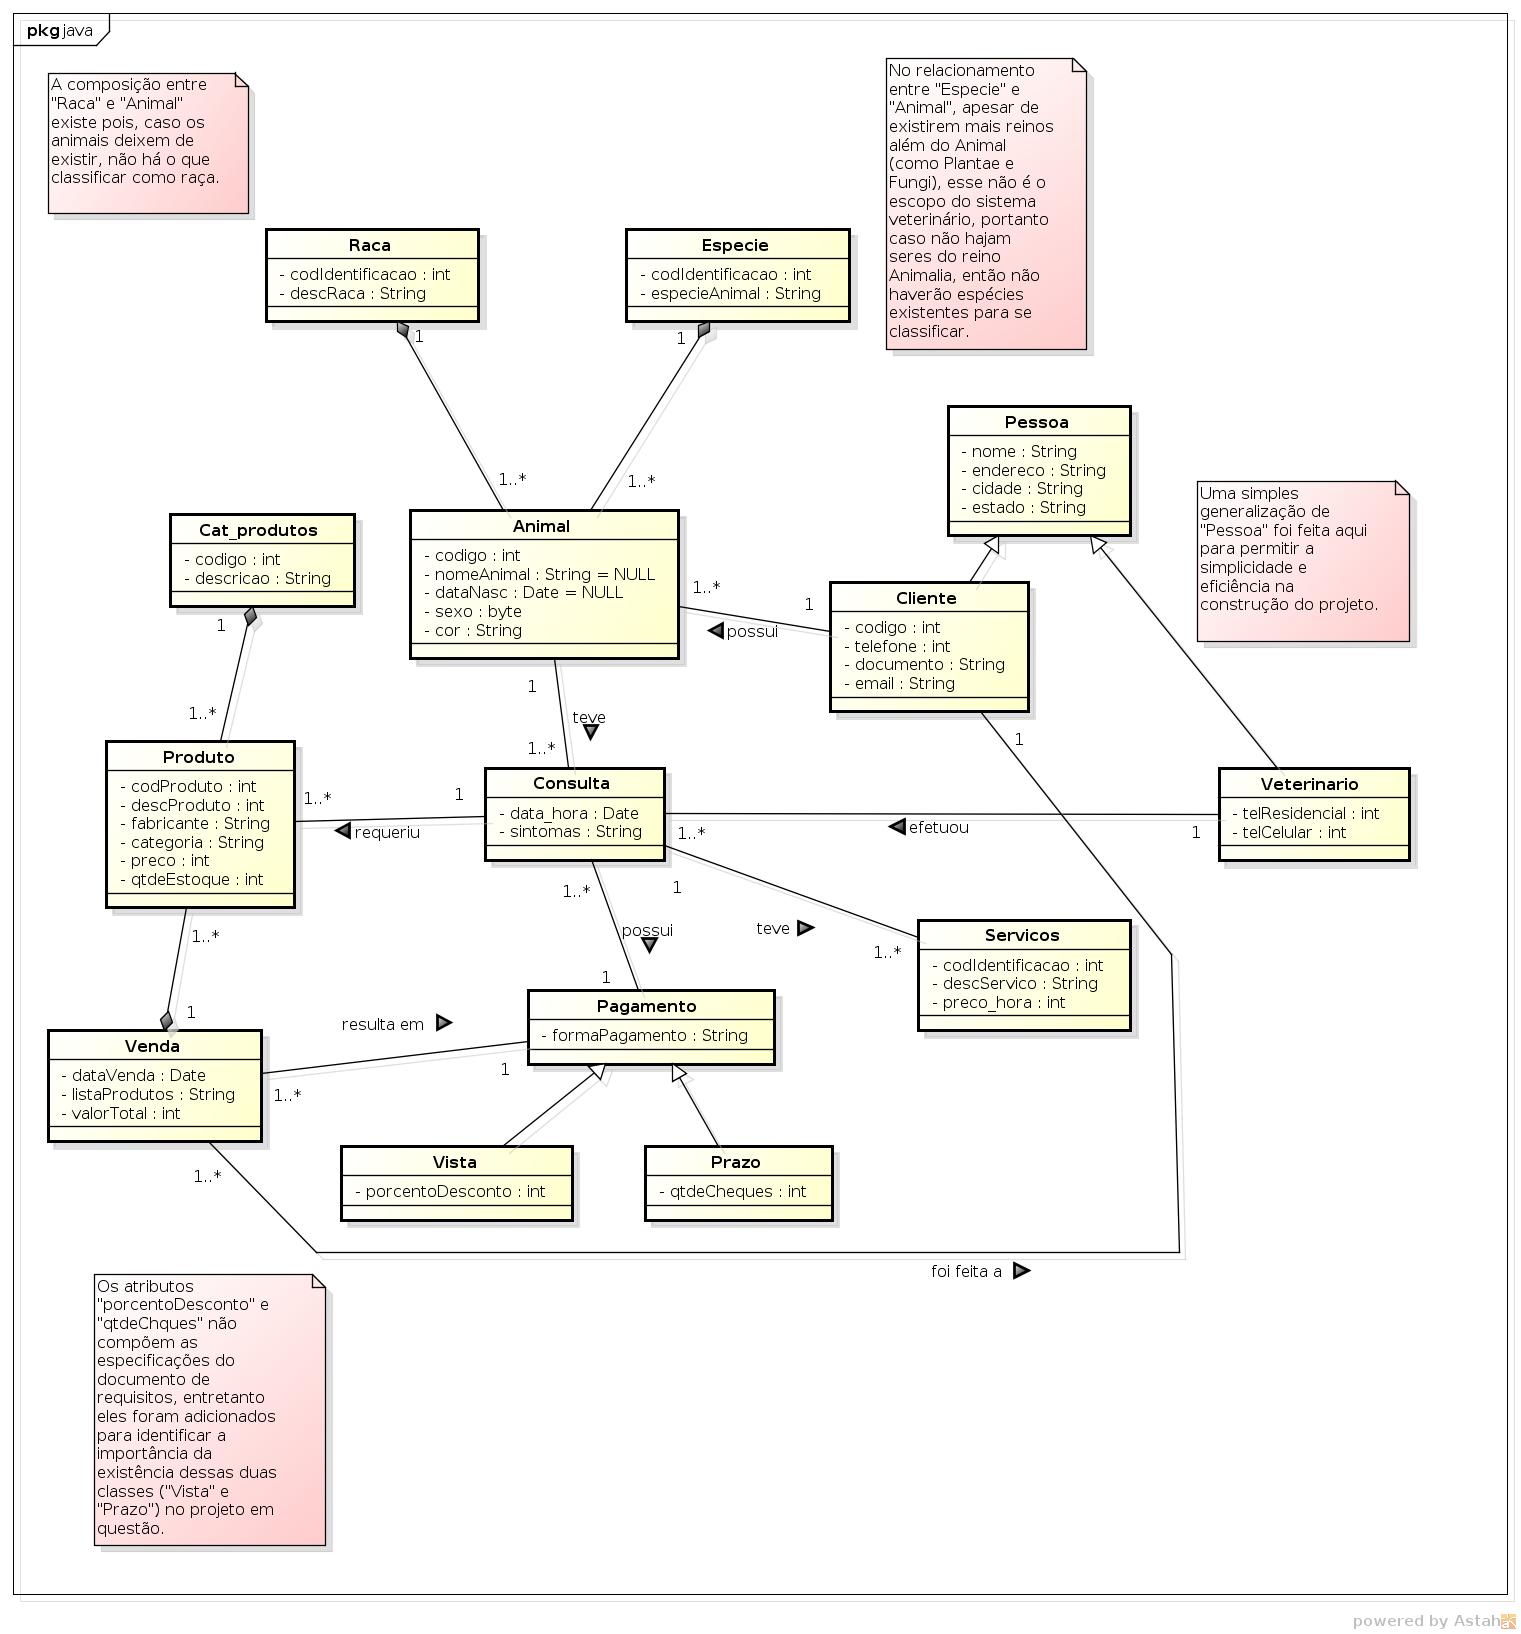 pkg java
A composição entre
"Raca" e "Animal"
existe pois, caso os
animais deixem de
existir, não há o que
classificar como raça.
No relacionamento
entre "Especie" e
"Animal", apesar de
existirem mais reinos
além do Animal
(como Plantae e
Fungi), esse não é o
escopo do sistema
veterinário, portanto
caso não hajam
seres do reino
Animalia, então não
haverão espécies
existentes para se
classificar.
Raca
- codIdentificacao : int
- descRaca : String
1
Especie
- codIdentificacao : int
- especieAnimal : String
1
1..*
1..*
Pessoa
- nome : String
- endereco : String
- cidade : String
- estado : String
Uma simples
generalização de
"Pessoa" foi feita aqui
para permitir a
simplicidade e
eficiência na
construção do projeto.
Cat_produtos
- codigo : int
- descricao : String
1
1..*
Animal
- codigo : int
- nomeAnimal : String = NULL
- dataNasc : Date = NULL
- sexo : byte
- cor : String
1..*
1
possui
Cliente
- codigo : int
- telefone : int
- documento : String
- email : String
1
1
teve
1..*
Produto
- codProduto : int
- descProduto : int
- fabricante : String
- categoria : String
- preco : int
- qtdeEstoque : int
1..*
1
requeriu
Consulta
- data_hora : Date
- sintomas : String
1..*
efetuou
1
Veterinario
- telResidencial : int
- telCelular : int
1..*
1
possui
1
teve
1..*
Servicos
- codIdentificacao : int
- descServico : String
- preco_hora : int
1..*
1
Venda
- dataVenda : Date
- listaProdutos : String
- valorTotal : int
resulta em
1..*
1
Pagamento
- formaPagamento : String
Vista
- porcentoDesconto : int
Prazo
- qtdeCheques : int
1..*
foi feita a
Os atributos
"porcentoDesconto" e
"qtdeChques" não
compõem as
especificações do
documento de
requisitos, entretanto
eles foram adicionados
para identificar a
importância da
existência dessas duas
classes ("Vista" e
"Prazo") no projeto em
questão.
powered by Astah